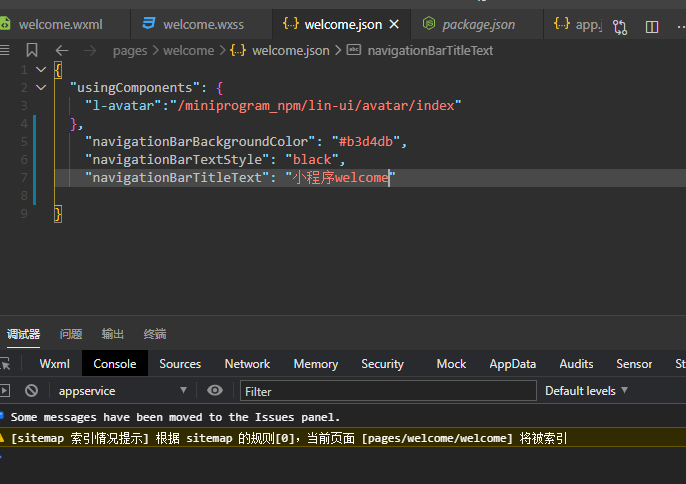 welcome.wxml welcome.wxss welcome.json package.json app.j
pages > welcome > {..} welcome.json > navigationBarTitleText
1 {
2 "usingComponents": {
3 "l-avatar":"/miniprogram_npm/lin-ui/avatar/index"
4 },
5 "navigationBarBackgroundColor": "#b3d4db",
6 "navigationBarTextStyle": "black",
7 "navigationBarTitleText": "小程序welcome"
8
9 }
调试器 问题 输出 终端
Wxml Console Sources Network Memory Security Mock AppData Audits Sensor St
appservice Filter Default levels
Some messages have been moved to the Issues panel.
[sitemap 索引情况提示] 根据 sitemap 的规则[0]，当前页面 [pages/welcome/welcome] 将被索引